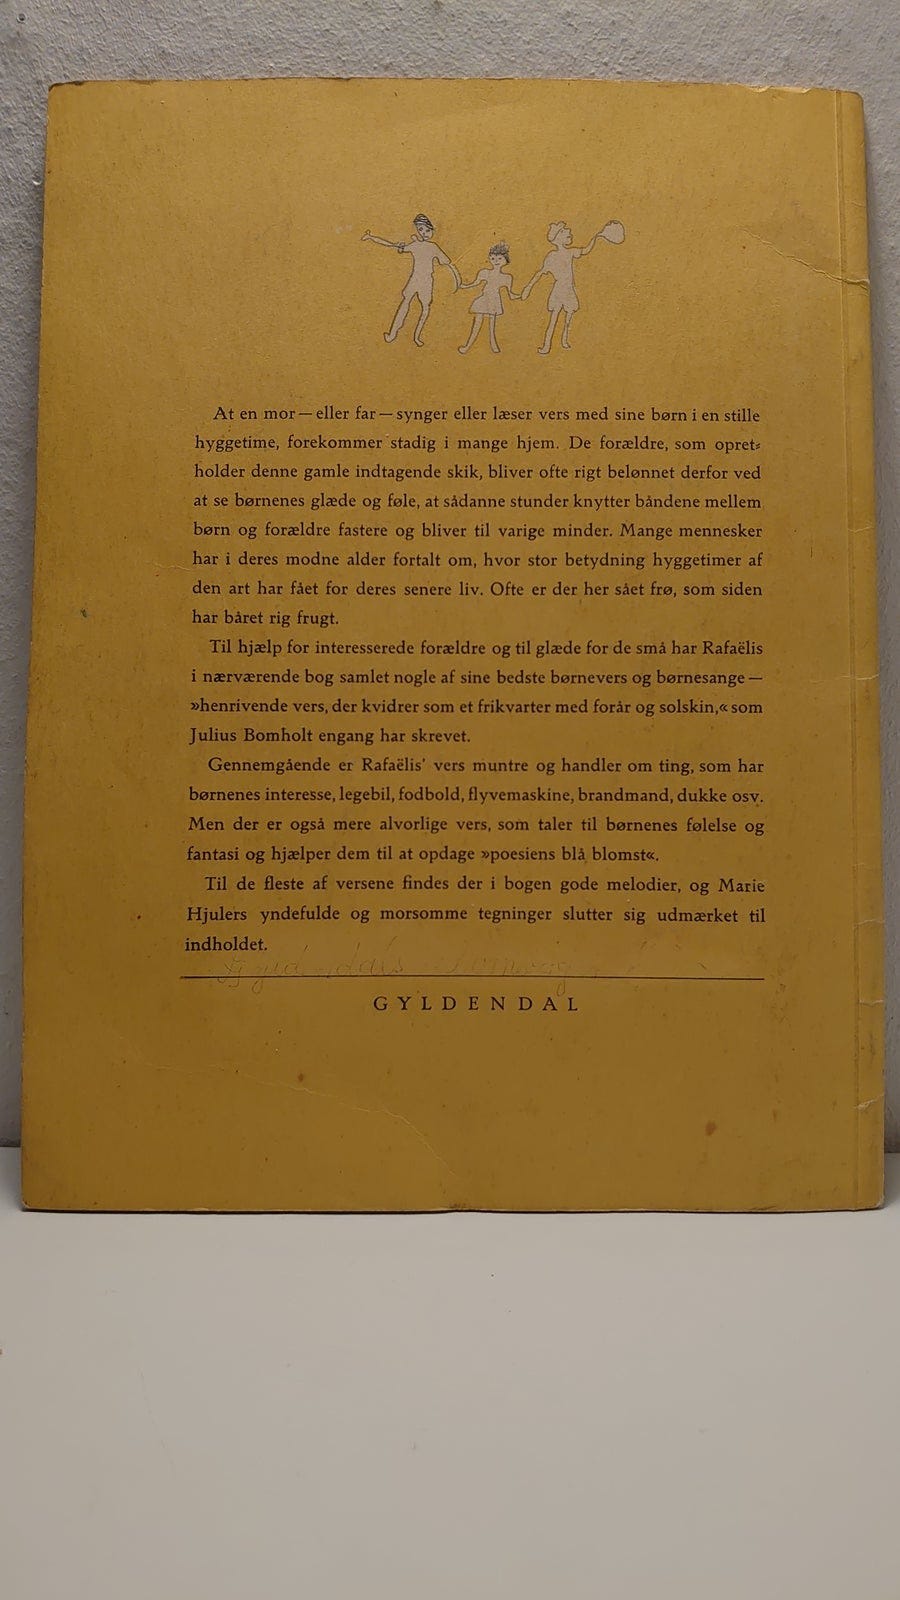 At en mor — eller far — synger eller læser vers med sine børn i en stille
hyggetime, forekommer stadig i mange hjem. De forældre, som opret-
holder denne gamle indtagende skik, bliver ofte rigt belønnet derfor ved
at se børnenes glæde og føle, at sådanne stunder knytter båndene mellem
børn og forældre fastere og bliver til varige minder. Mange mennesker
har i deres modne alder fortalt om, hvor stor betydning hyggetimer af
den art har fået for deres senere liv. Ofte er der her sået frø, som siden
har båret rig frugt.
Til hjælp for interesserede forældre og til glæde for de små har Rafaëlis
i nærværende bog samlet nogle af sine bedste børnevers og børnesange —
»henrivende vers, der kvidrer som et frikvarter med forår og solskin,« som
Julius Bomholt engang har skrevet.
Gennemgående er Rafaëlis' vers muntre og handler om ting, som har
børnenes interesse, legebil, fodbold, flyvemaskine, brandmand, dukke osv.
Men der er også mere alvorlige vers, som taler til børnenes følelse og
fantasi og hjælper dem til at opdage »poesiens blå blomst«.
Til de fleste af versene findes der i bogen gode melodier, og Marie
Hjulers yndefulde og morsomme tegninger slutter sig udmærket til
indholdet.
GYLDENDAL